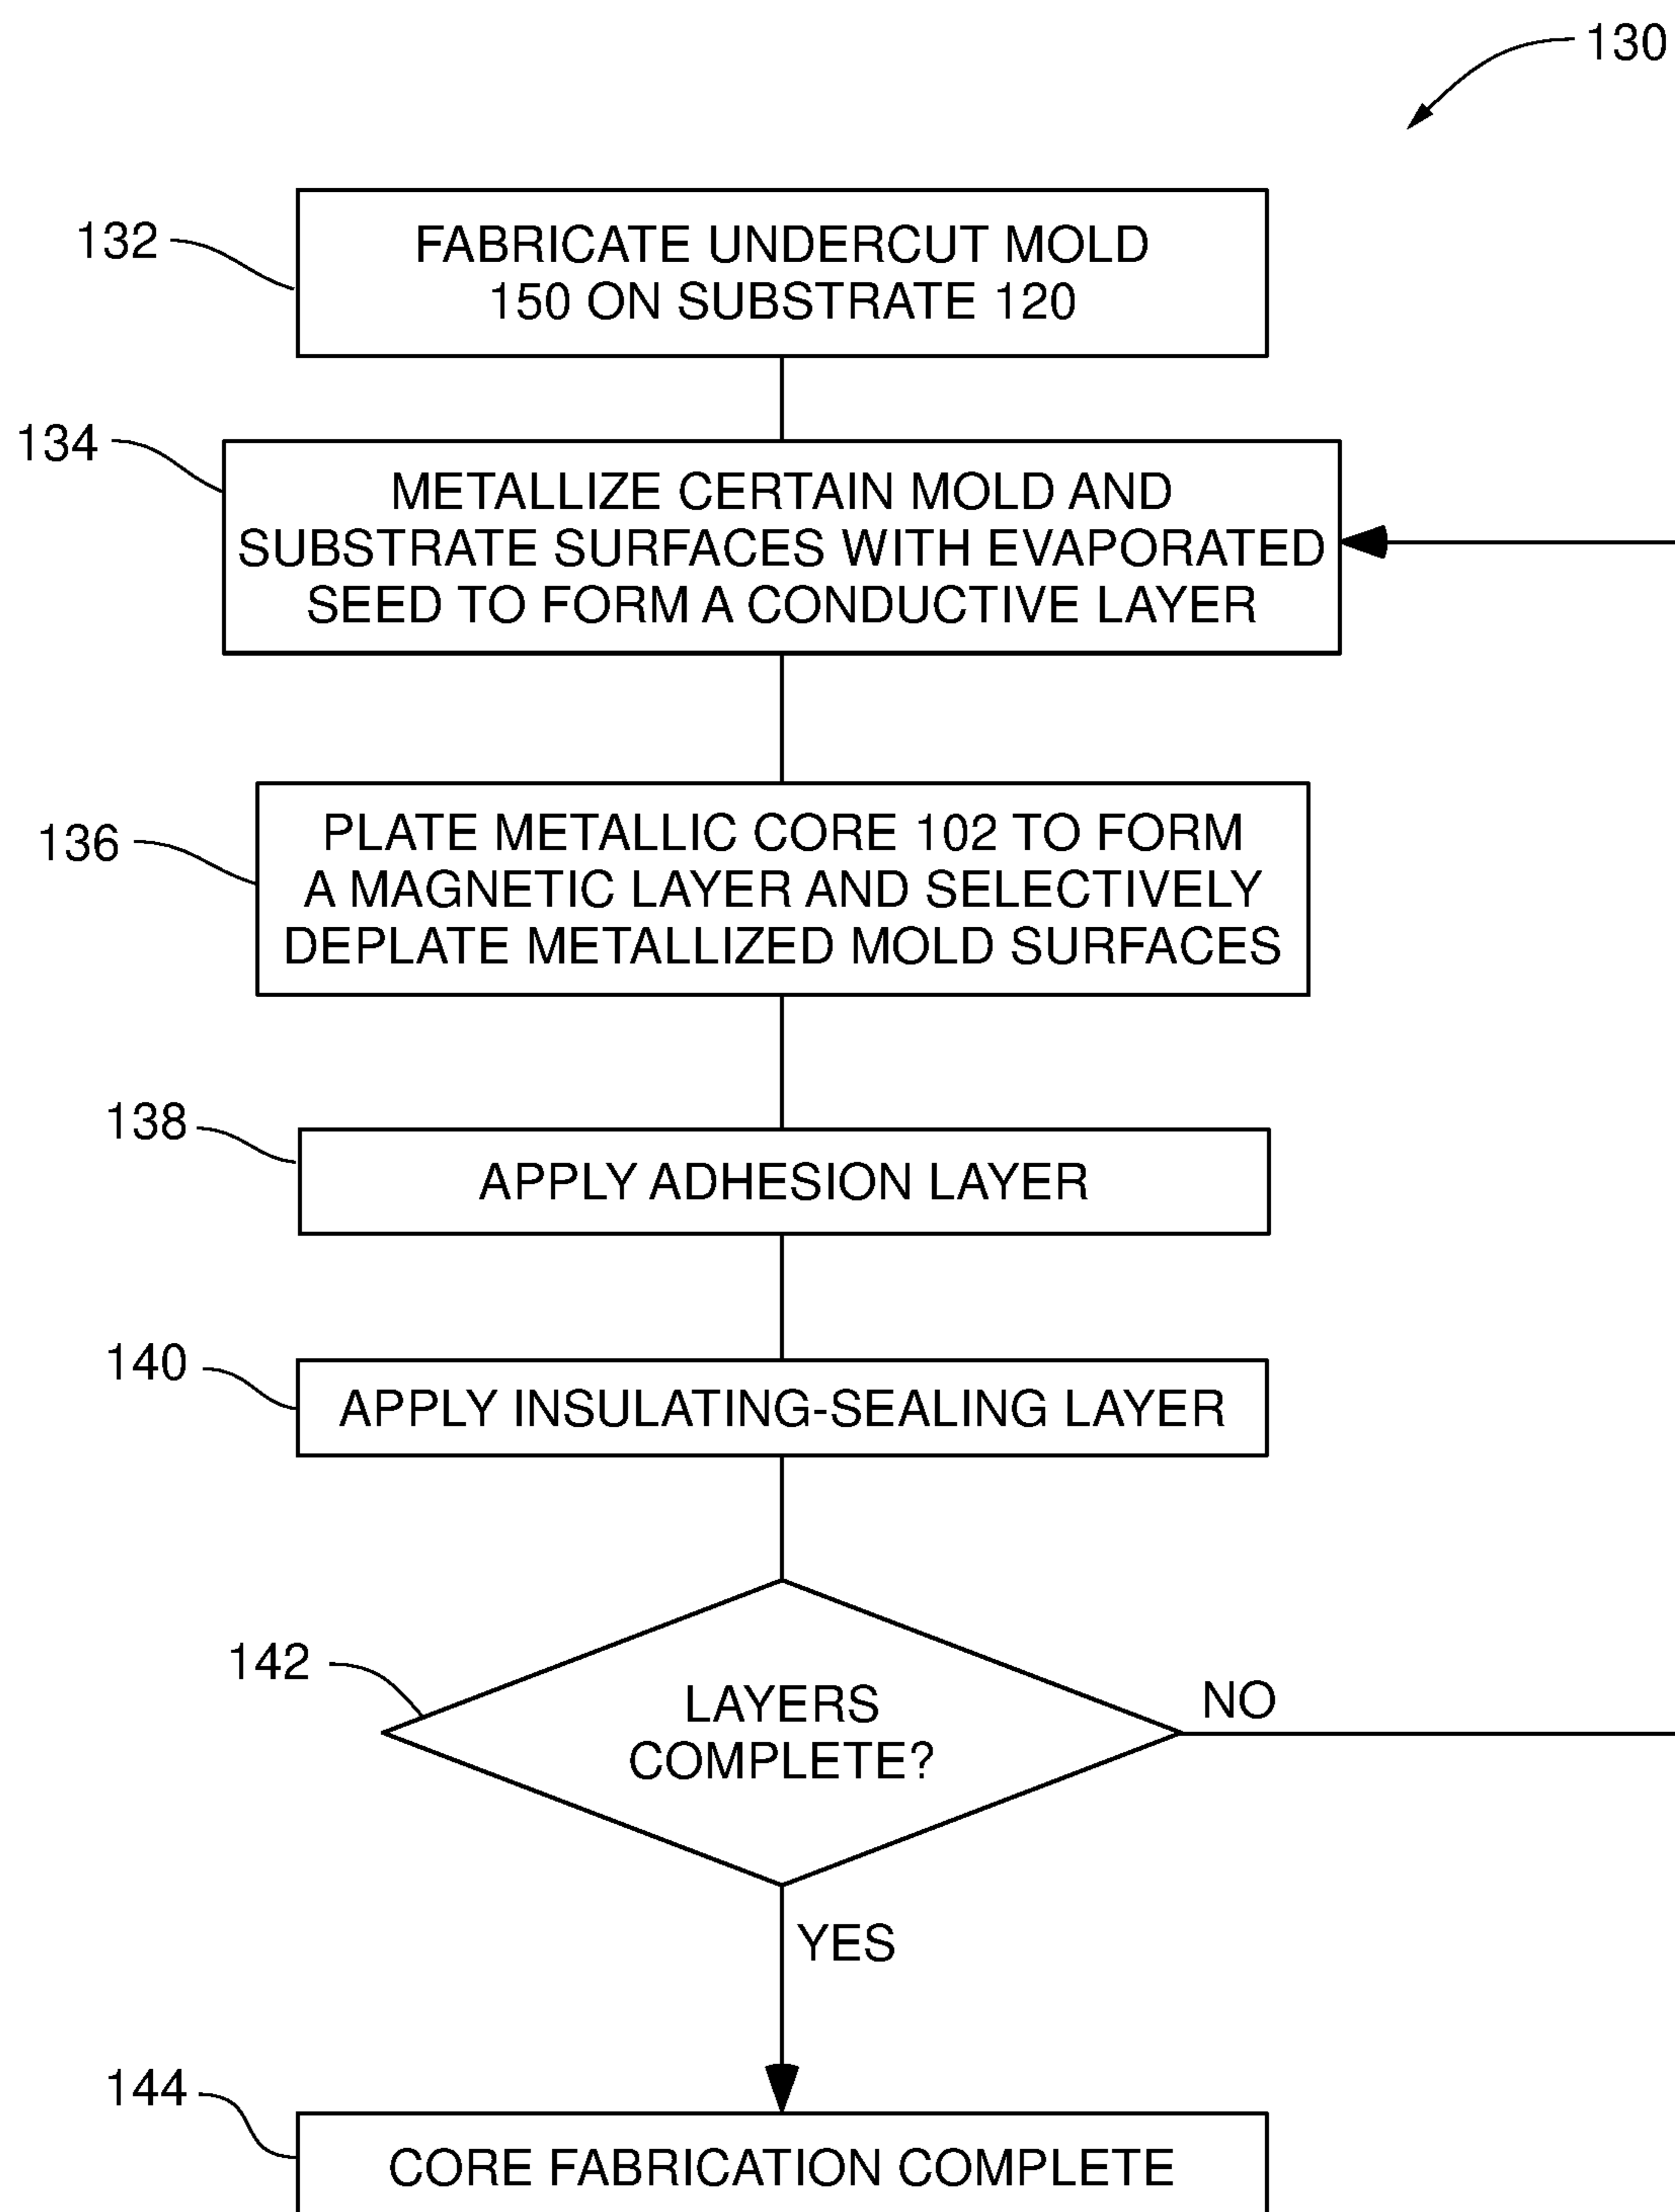 130
132
FABRICATE UNDERCUT MOLD
150 ON SUBSTRATE 120
134
METALLIZE CERTAIN MOLD AND
SUBSTRATE SURFACES WITH EVAPORATED
SEED TO FORM A CONDUCTIVE LAYER
136
PLATE METALLIC CORE 102 TO FORM
A MAGNETIC LAYER AND SELECTIVELY
DEPLATE METALLIZED MOLD SURFACES
138
APPLY ADHESION LAYER
140
APPLY INSULATING-SEALING LAYER
142
LAYERS
COMPLETE?
NO
YES
144
CORE FABRICATION COMPLETE